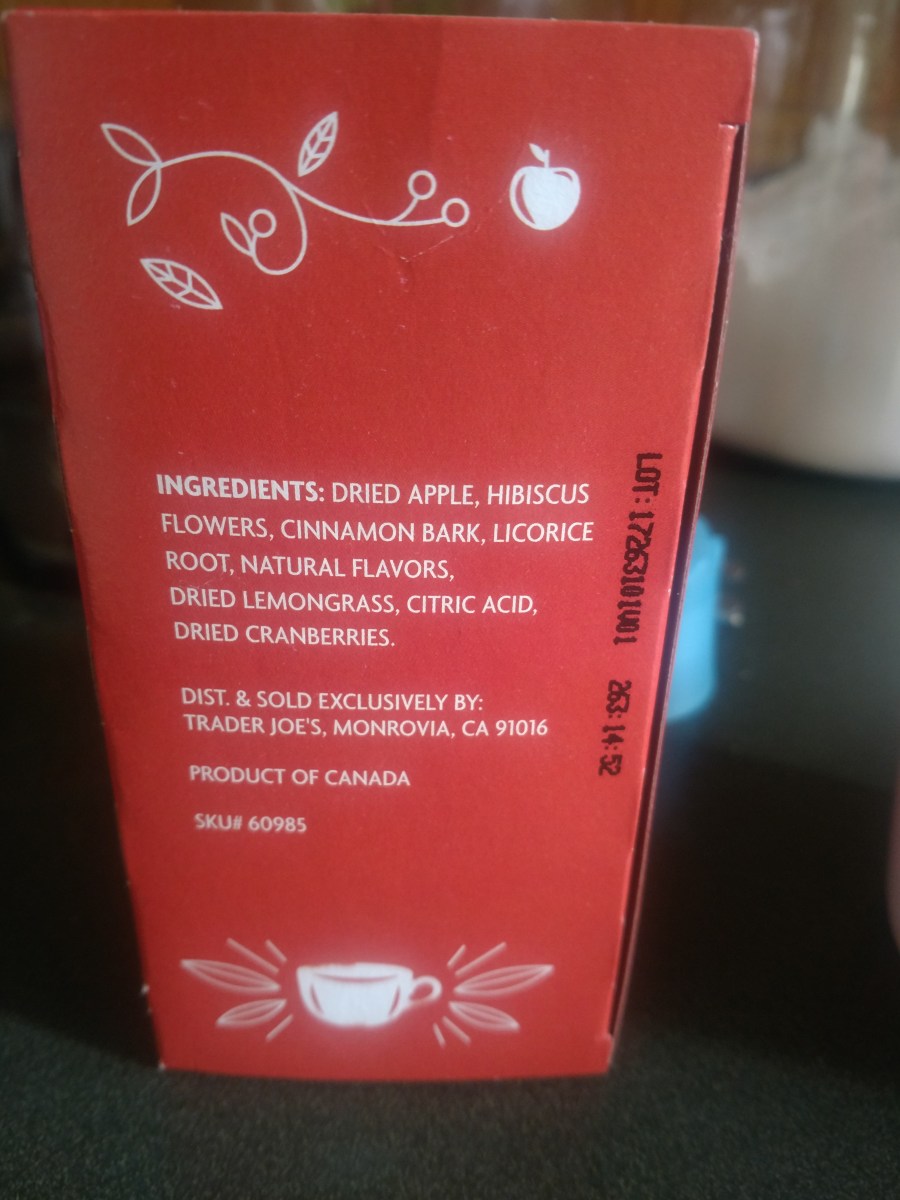 INGREDIENTS: DRIED APPLE, HIBISCUS
FLOWERS, CINNAMON BARK, LICORICE
ROOT, NATURAL FLAVORS,
DRIED LEMONGRASS, CITRIC ACID,
DRIED CRANBERRIES.
DIST. & SOLD EXCLUSIVELY BY:
TRADER JOE'S, MONROVIA, CA 91016
PRODUCT OF CANADA
SKU# 60985
LOT: 17263101W01 263:14:52